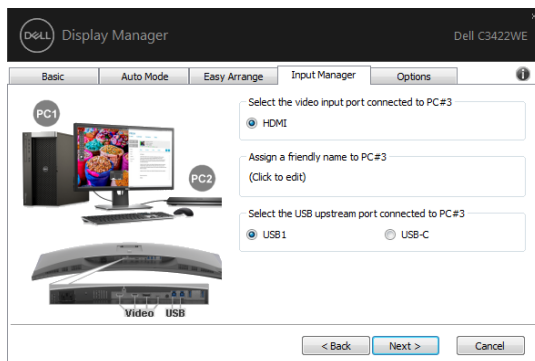 DELL Display Manager
Dell C3422WE
Basic
Auto Mode
Easy Arrange
Input Manager
Options
PC1
PC2
Video
USB
Select the video input port connected to PC#3
HDMI
Assign a friendly name to PC#3
(Click to edit)
Select the USB upstream port connected to PC#3
USB1
USB-C
< Back
Next >
Cancel